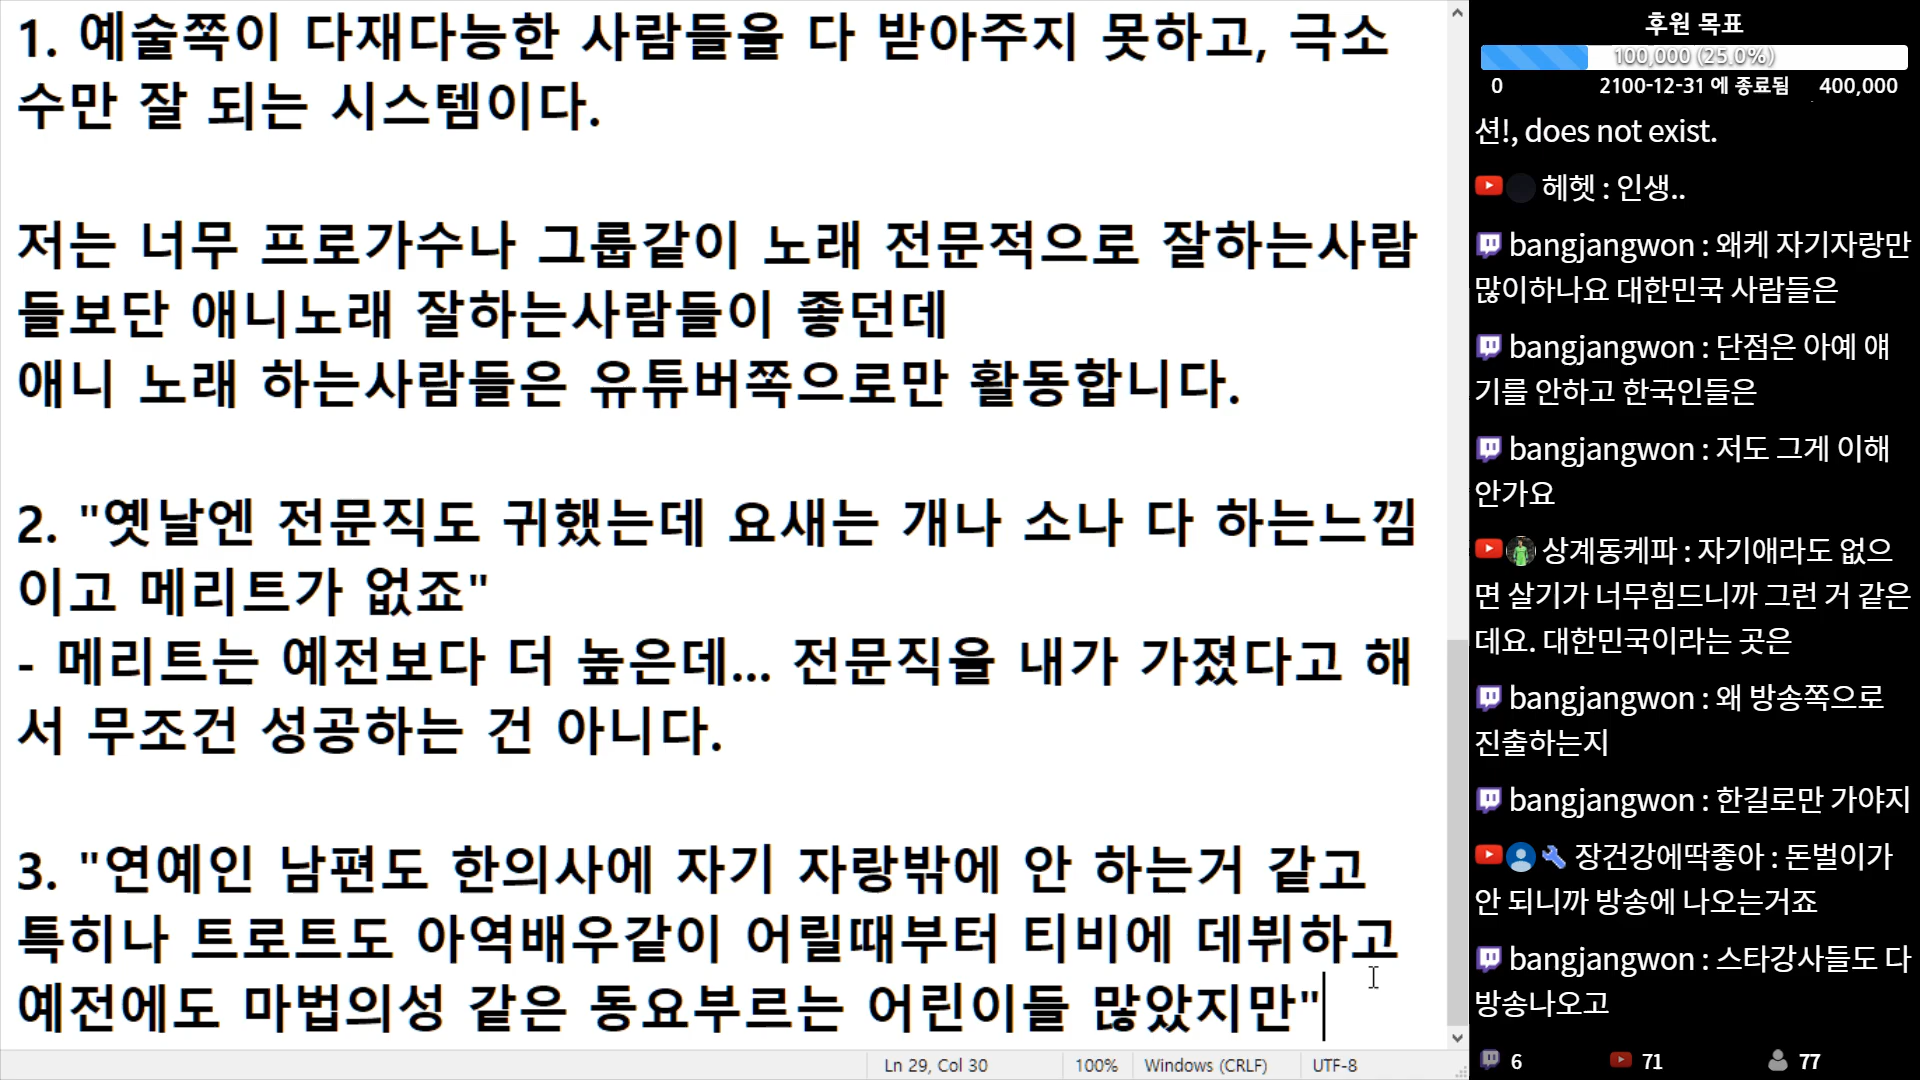 1. 예술쪽이 다재다능한 사람들을 다 받아주지 못하고, 극소
수만 잘 되는 시스템이다.
저는 너무 프로가수나 그룹같이 노래 전문적으로 잘하는사람
들보단 애니노래 잘하는사람들이 좋던데
애니 노래 하는사람들은 유튜버쪽으로만 활동합니다.
2. "옛날엔 전문직도 귀했는데 요새는 개나 소나 다 하는느낌
이고 메리트가 없죠"
- 메리트는 예전보다 더 높은데... 전문직을 내가 가졌다고 해
서 무조건 성공하는 건 아니다.
3. "연예인 남편도 한의사에 자기 자랑밖에 안 하는거 같고
특히나 트로트도 아역배우같이 어릴때부터 티비에 데뷔하고
예전에도 마법의성 같은 동요부르는 어린이들 많았지만"
Ln 29, Col 30
100%
Windows (CRLF)
UTF-8
후원 목표
100,000 (25.0%)
0
2100-12-31 에 종료됨
400,000
션!, does not exist.
헤헷 : 인생..
bangjangwon : 왜케 자기자랑만
많이하나요 대한민국 사람들은
bangjangwon : 단점은 아예 얘
기를 안하고 한국인들은
bangjangwon : 저도 그게 이해
안가요
상계동케파 : 자기애라도 없으
면 살기가 너무힘드니까 그런 거 같은
데요. 대한민국이라는 곳은
bangjangwon : 왜 방송쪽으로
진출하는지
bangjangwon : 한길로만 가야지
장건강에딱좋아 : 돈벌이가
안 되니까 방송에 나오는거죠
bangjangwon : 스타강사들도 다
방송나오고
6
71
77